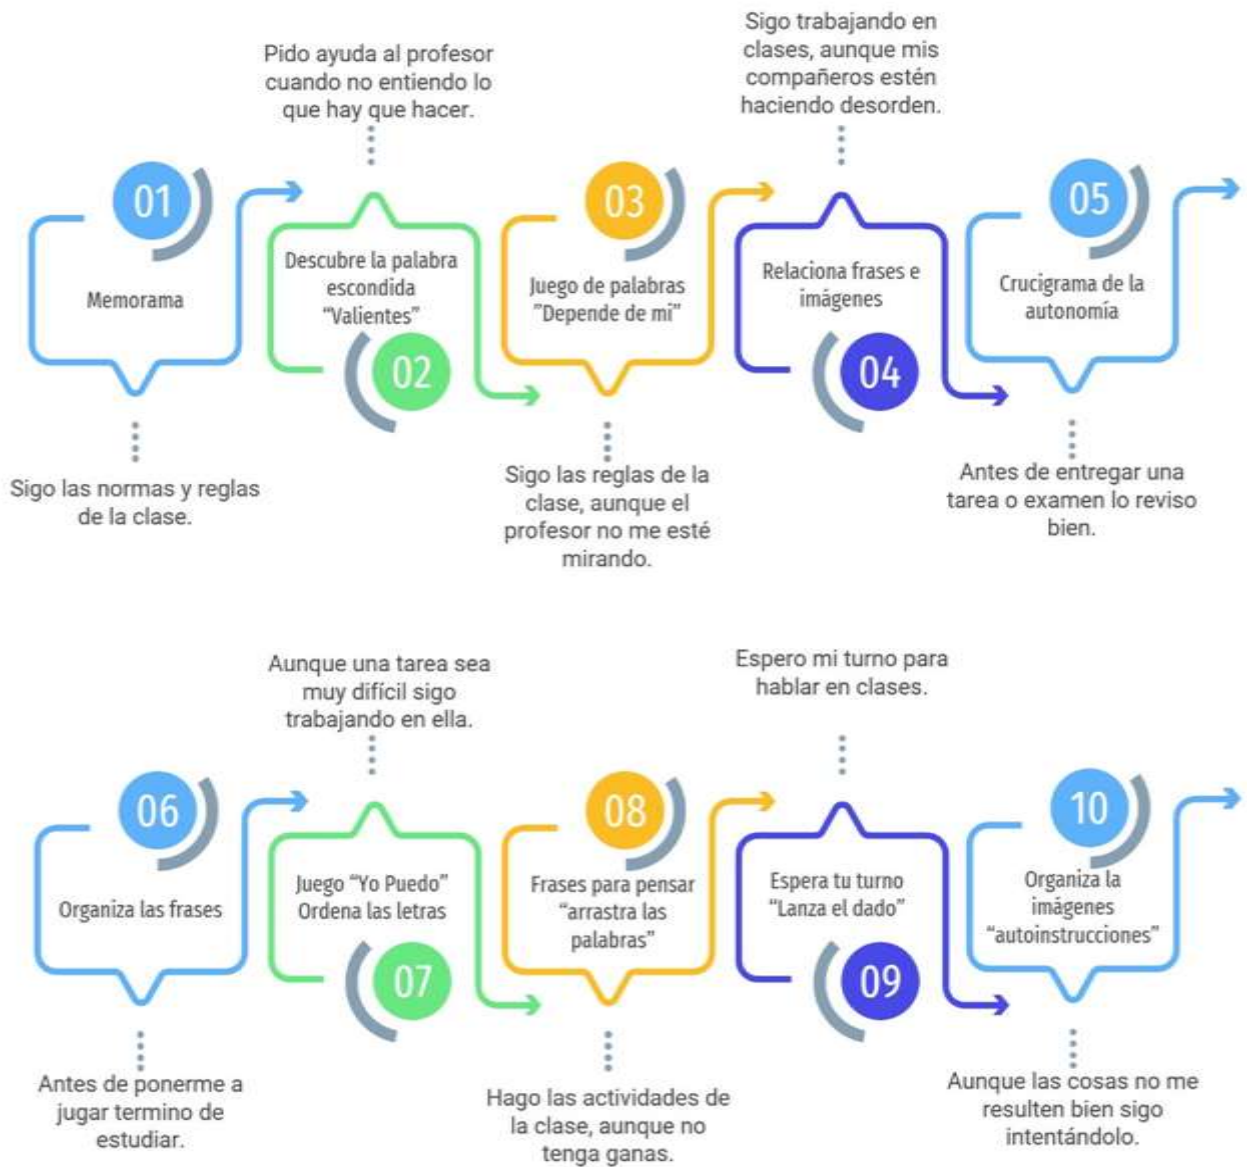 01
Memorama
Sigo las normas y reglas
de la clase.
Pido ayuda al profesor
cuando no entiendo lo
que hay que hacer.
Descubre la palabra
escondida
“Valientes”
02
03
Juego de palabras
”Depende de mi”
Sigo las reglas de la
clase, aunque el
profesor no me esté
mirando.
Sigo trabajando en
clases, aunque mis
compañeros estén
haciendo desorden.
Relaciona frases e
imágenes
04
05
Crucigrama de la
autonomía
Antes de entregar una
tarea o examen lo reviso
bien.
06
Organiza las frases
Antes de ponerme a
jugar termino de
estudiar.
Aunque una tarea sea
muy difícil sigo
trabajando en ella.
Juego “Yo Puedo”
Ordena las letras
07
08
Frases para pensar
“arrastra las
palabras”
Hago las actividades de
la clase, aunque no
tenga ganas.
Espero mi turno para
hablar en clases.
Espera tu turno
“Lanza el dado”
09
10
Organiza la
imágenes
“autoinstrucciones”
Aunque las cosas no me
resulten bien sigo
intentándolo.